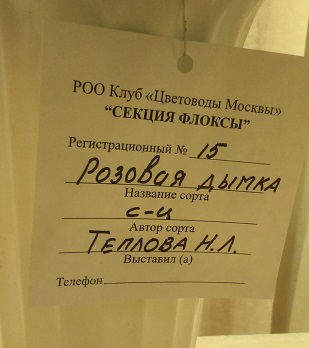 РОО Клуб «Цветоводы Москвы»
“СЕКЦИЯ ФЛОКСЫ”
Регистрационный № 15
Розовая дымка
Название сорта
с-ц
Автор сорта
Теплова Н.Л.
Выставил (а)
Телефон